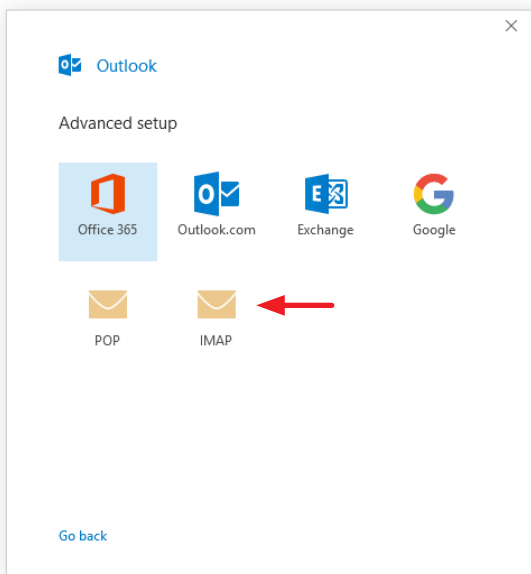 Outlook
Advanced setup
Office 365
Outlook.com
Exchange
Google
POP
IMAP
Go back